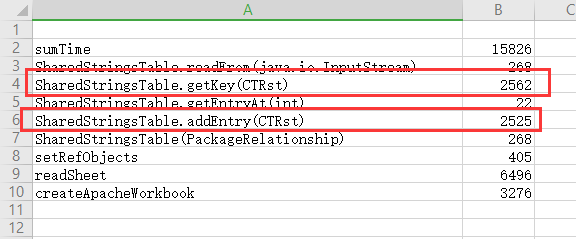 A B C
1
2 sumTime 15826
3 SharedStringsTable.readFrom(java.io.InputStream) 268
4 SharedStringsTable.getKey(CTRst) 2562
5 SharedStringsTable.getEntryAt(int) 22
6 SharedStringsTable.addEntry(CTRst) 2525
7 SharedStringsTable(PackageRelationship) 268
8 setRefObjects 405
9 readSheet 6496
10 createApacheWorkbook 3276
11
12